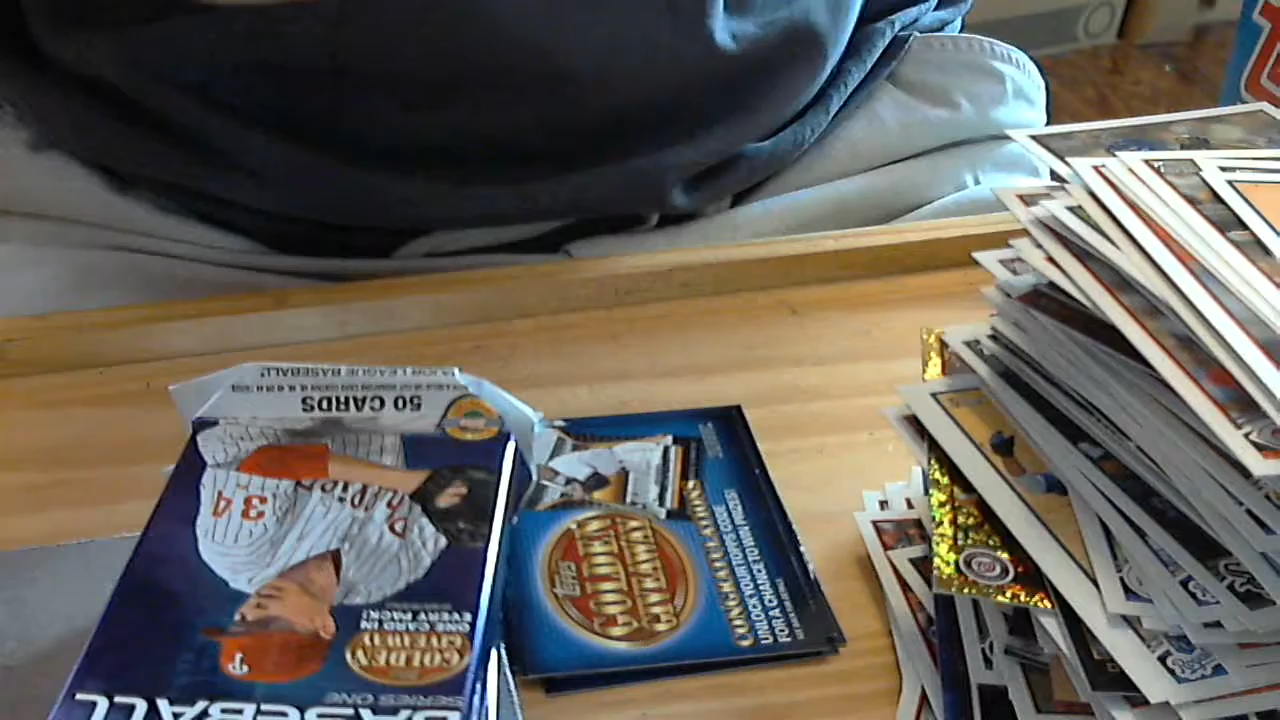 MAJOR LEAGUE BASEBALL
50 CARDS
34
Phillies
ONE CARD IN
EVERY PACK!
GOLDEN
GIVEAWAY
SERIES ONE
BASEBALL
Topps
GOLDEN
GIVEAWAY
CONGRATULATIONS
UNLOCK YOUR TOPPS CODE
FOR A CHANCE TO WIN PRIZES!